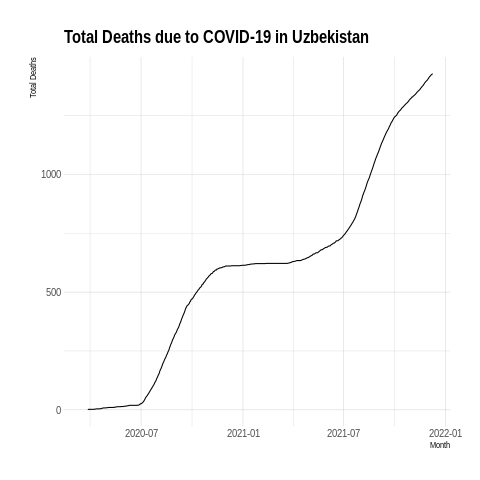 Total Deaths due to COVID-19 in Uzbekistan
Total Deaths
1000
500
0
2020-07 2021-01 2021-07 2022-01
Month